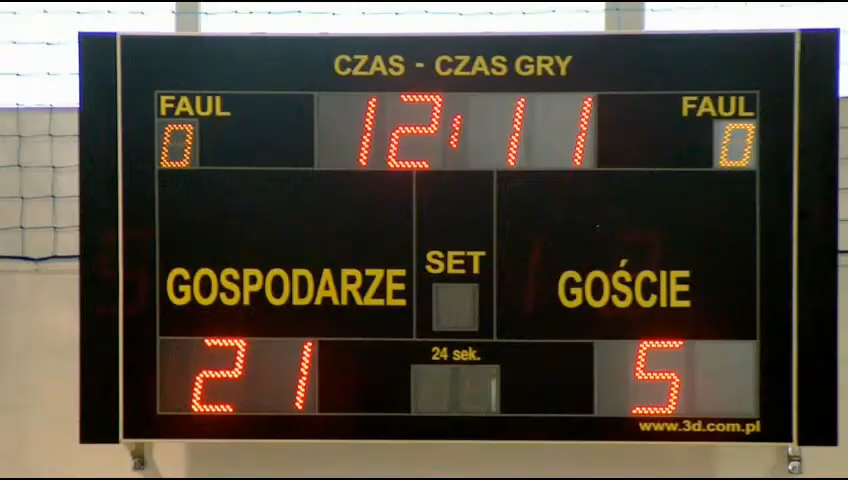 CZAS - CZAS GRY
FAUL 12:11 FAUL
0 0
SET
GOSPODARZE GOŚCIE
21 24 sek. 5
www.3d.com.pl